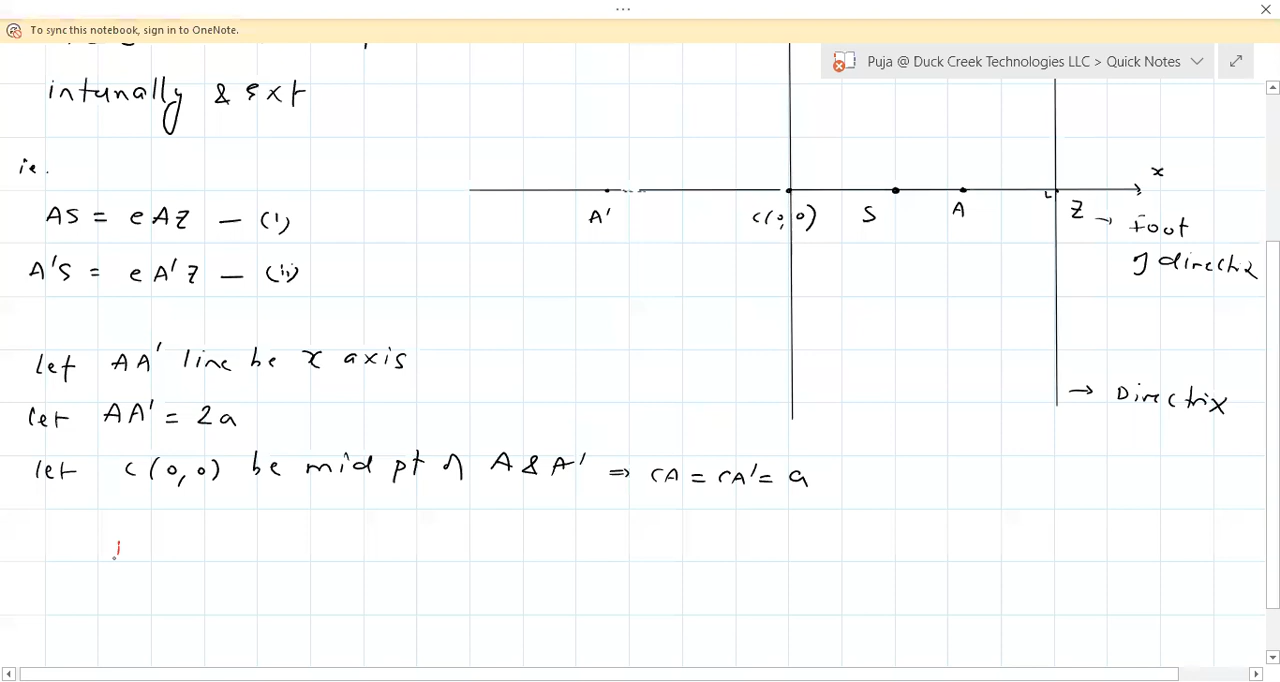 To sync this notebook, sign in to OneNote.
Puja @ Duck Creek Technologies LLC > Quick Notes
internally & ext
ie.
AS = e AZ — (i)
A'S = e A'Z — (ii)
let AA' line be x axis
let AA' = 2a
let C(0,0) be mid pt of A & A' ⇒ CA = CA' = a
x
A' C(0,0) S A Z → Foot
of directrix
→ Directrix